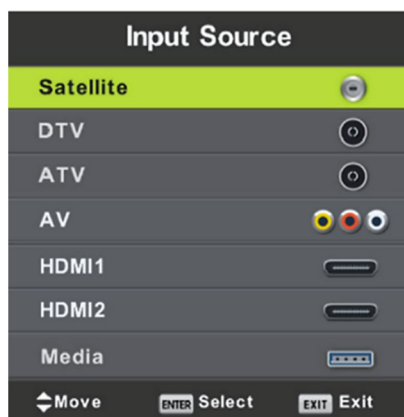 Input Source
Satellite
DTV
ATV
AV
HDMI1
HDMI2
Media
Move ENTER Select EXIT Exit